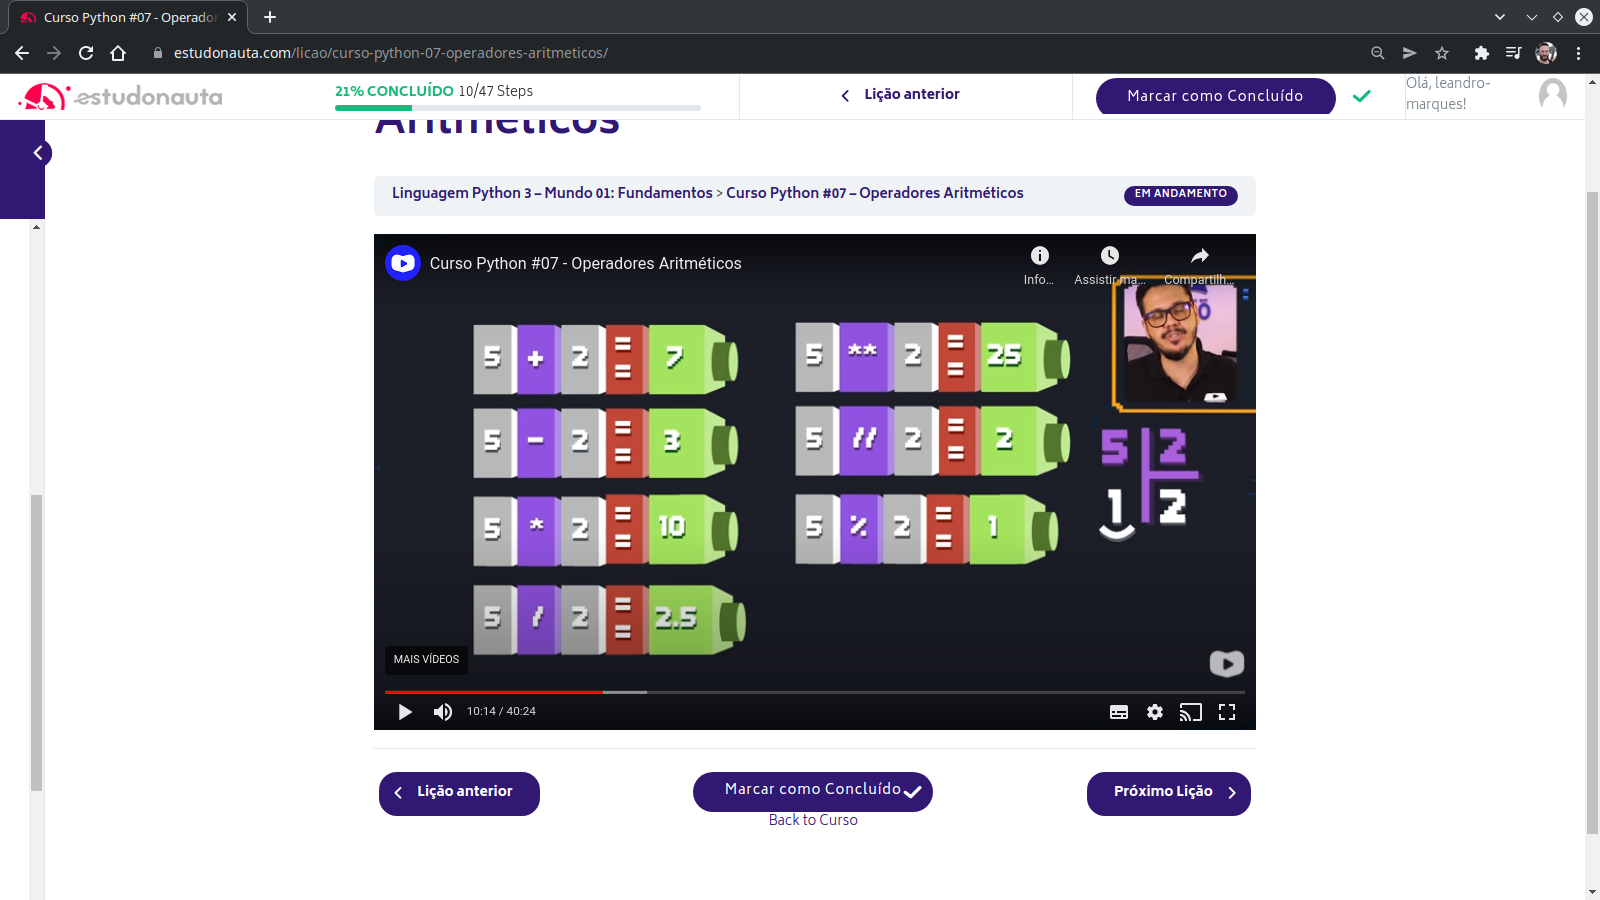 Curso Python #07 - Operador
estudonauta.com/licao/curso-python-07-operadores-aritmeticos/
estudonauta
21% CONCLUÍDO 10/47 Steps
Lição anterior
Marcar como Concluído
Olá, leandro-
marques!
Aritméticos
Linguagem Python 3 – Mundo 01: Fundamentos > Curso Python #07 – Operadores Aritméticos
EM ANDAMENTO
Curso Python #07 - Operadores Aritméticos
Info...
Assistir ma...
Compartilh...
5 + 2 == 7
5 - 2 == 3
5 * 2 == 10
5 / 2 == 2.5
5 ** 2 == 25
5 // 2 == 2
5 % 2 == 1
5 2
1 2
MAIS VÍDEOS
10:14 / 40:24
Lição anterior
Marcar como Concluído
Próximo Lição
Back to Curso